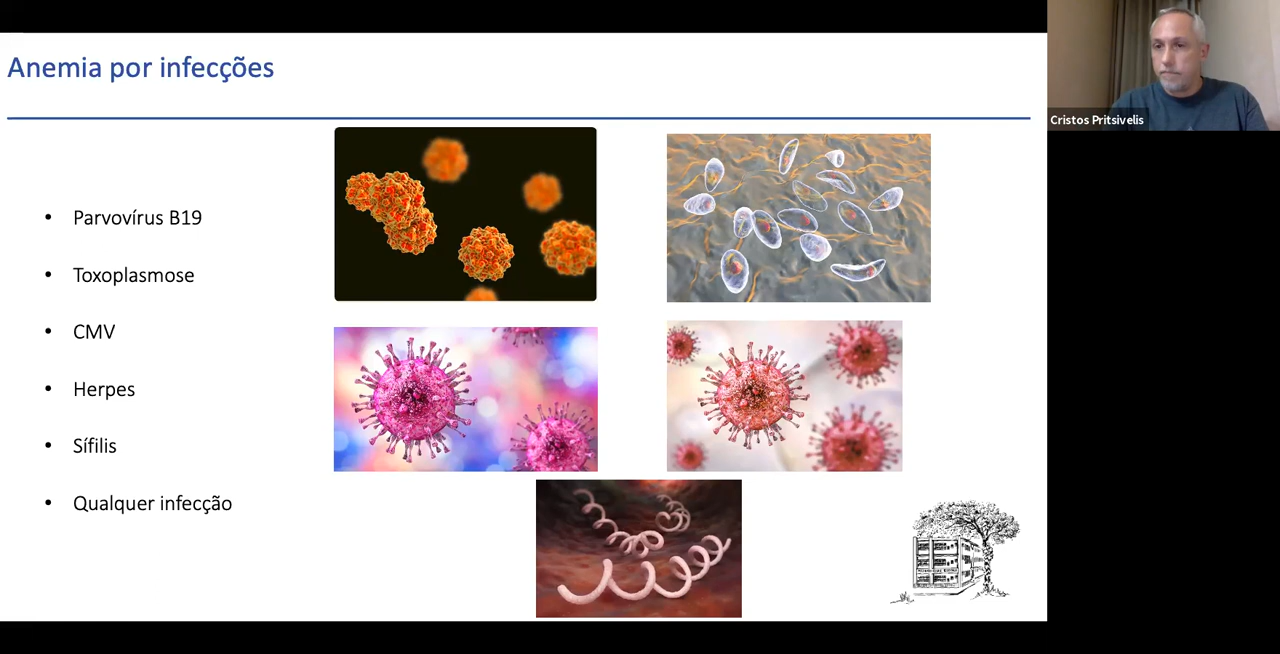 Anemia por infecções
Cristos Pritsivelis
• Parvovírus B19
• Toxoplasmose
• CMV
• Herpes
• Sífilis
• Qualquer infecção